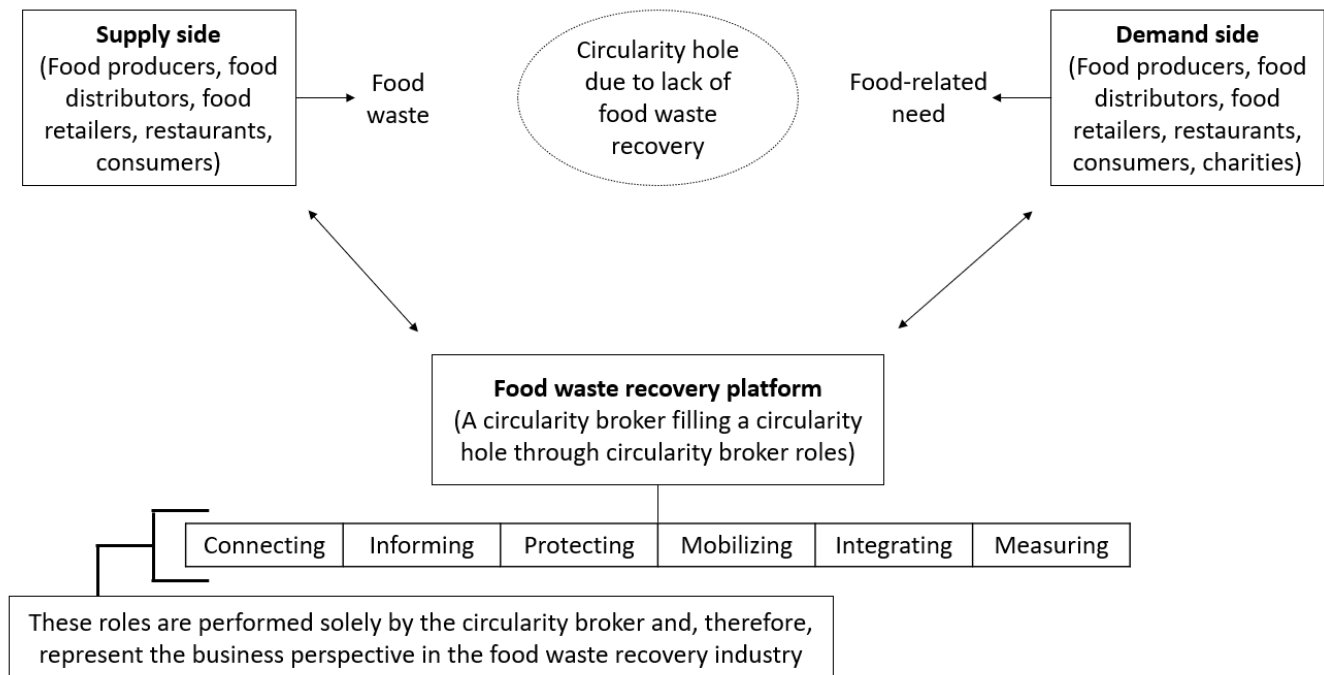 Supply side
(Food producers, food
distributors, food
retailers, restaurants,
consumers)
Food
waste
Circularity hole
due to lack of
food waste
recovery
Food-related
need
Demand side
(Food producers, food
distributors, food
retailers, restaurants,
consumers, charities)
Food waste recovery platform
(A circularity broker filling a circularity
hole through circularity broker roles)
Connecting
Informing
Protecting
Mobilizing
Integrating
Measuring
These roles are performed solely by the circularity broker and, therefore,
represent the business perspective in the food waste recovery industry